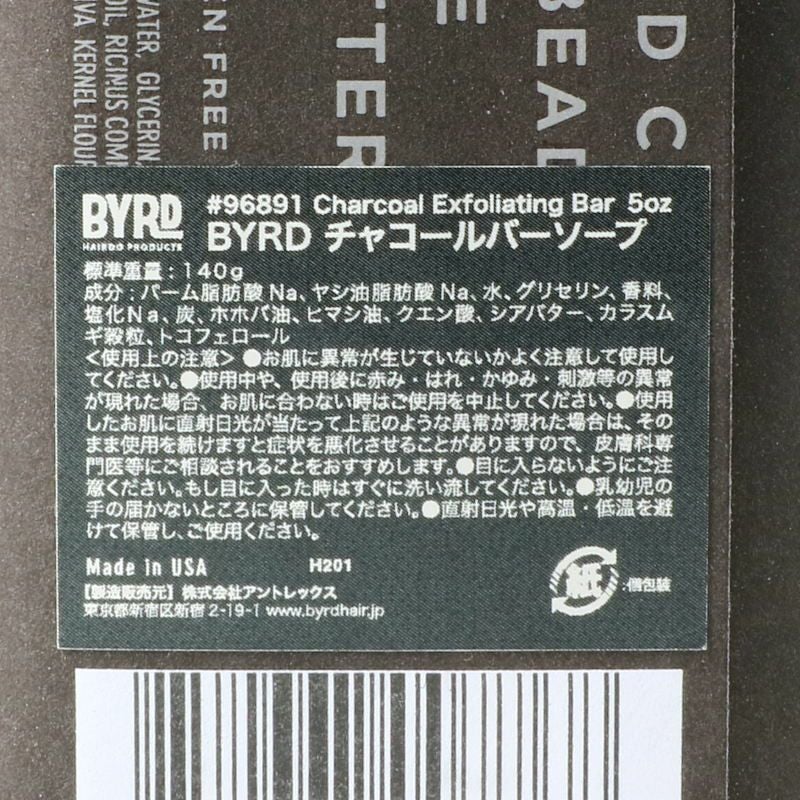 WATER, GLYCERIN
OIL, RICINUS COM
IVA KERNEL FLOUR
GN FREE
TTER
E
BEAD
D C
BYRD
HAIRDO PRODUCTS
#96891 Charcoal Exfoliating Bar 5oz
BYRD チャコールバーソープ
標準重量：140g
成分：パーム脂肪酸Na、ヤシ油脂肪酸Na、水、グリセリン、香料、
塩化Na、炭、ホホバ油、ヒマシ油、クエン酸、シアバター、カラスム
ギ穀粒、トコフェロール
<使用上の注意> ●お肌に異常が生じていないかよく注意して使用し
てください。●使用中や、使用後に赤み・はれ・かゆみ・刺激等の異常
が現れた場合、お肌に合わない時はご使用を中止してください。●使用
したお肌に直射日光が当たって上記のような異常が現れた場合は、その
まま使用を続けますと症状を悪化させることがありますので、皮膚科専
門医等にご相談されることをおすすめします。●目に入らないようにご注
意ください。もし目に入った時はすぐに洗い流してください。●乳幼児の
手の届かないところに保管してください。●直射日光や高温・低温を避
けて保管し、ご使用ください。
Made in USA H201
【製造販売元】株式会社アントレックス
東京都新宿区新宿2-19-1 www.byrdhair.jp
紙 :個包装